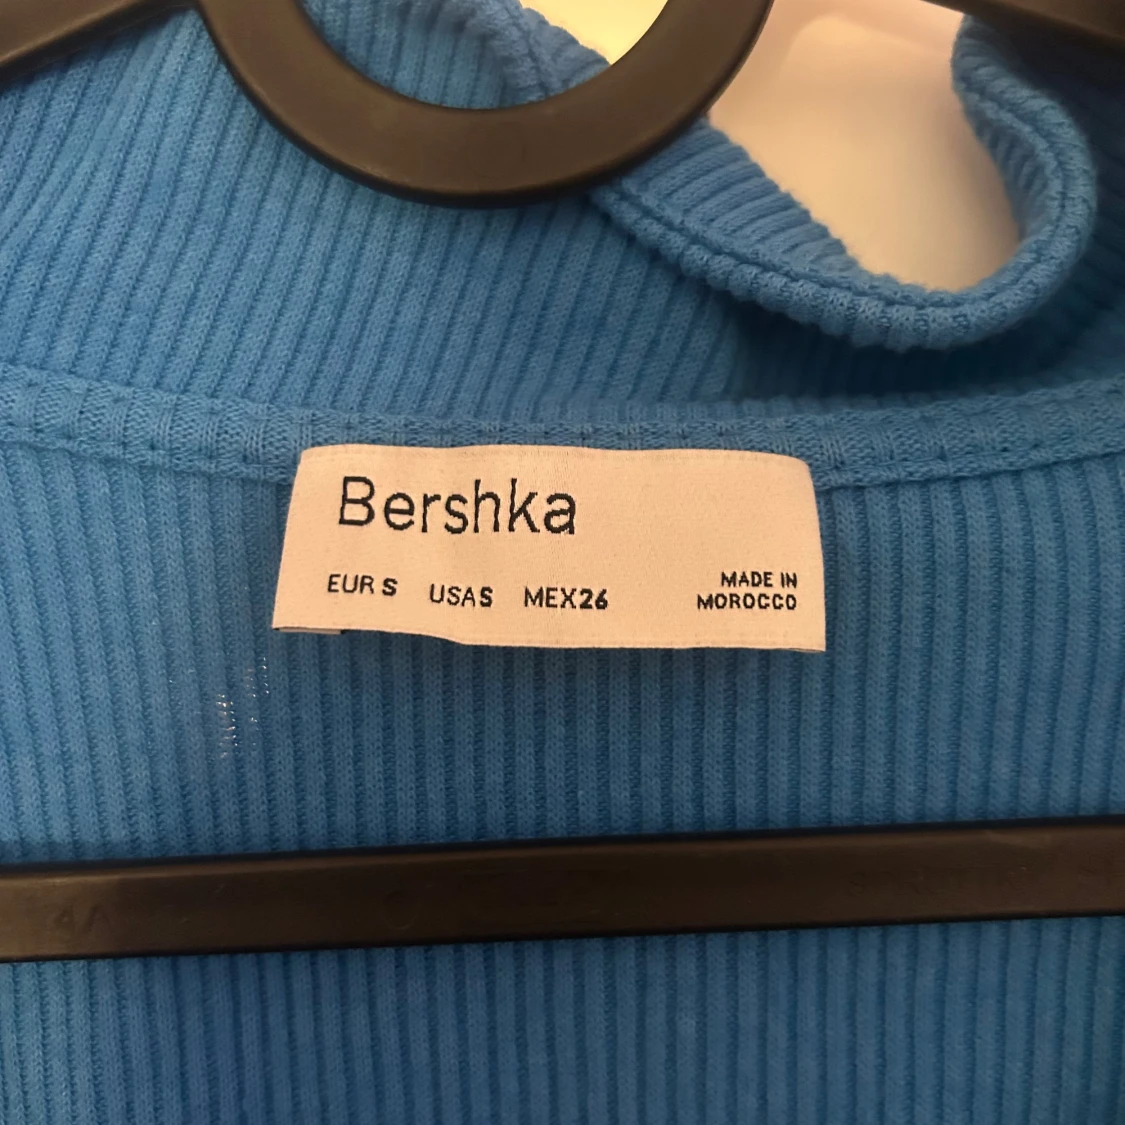 Bershka
EUR S USA S MEX 26
MADE IN
MOROCCO